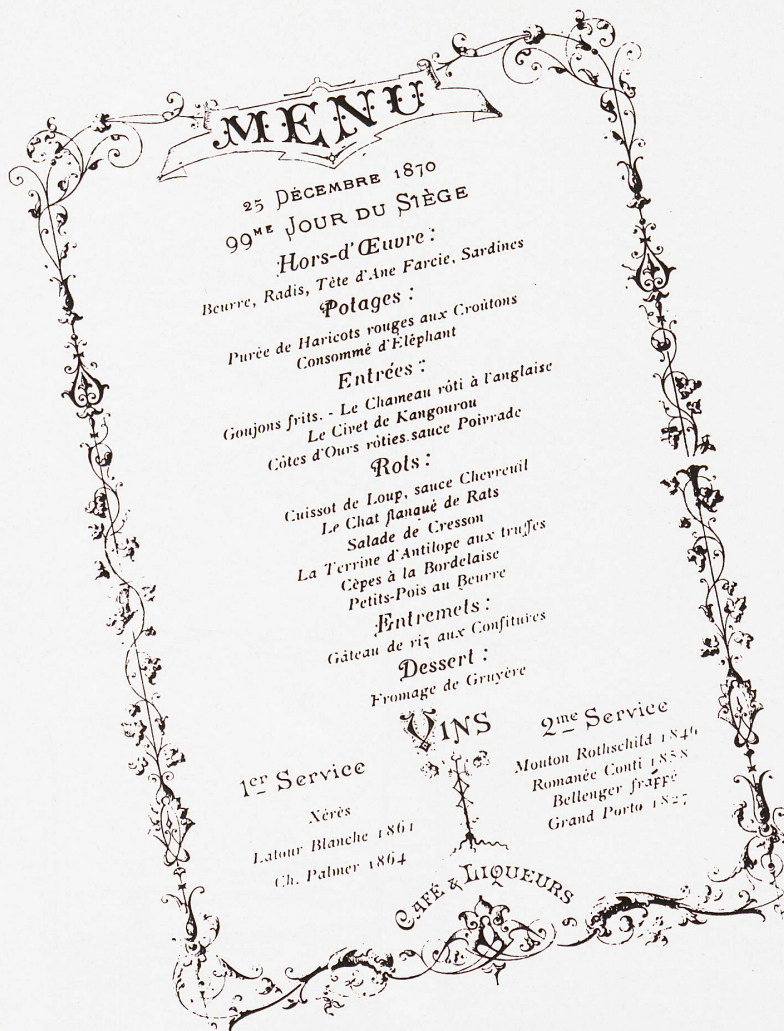 MENU
25 DÉCEMBRE 1870
99ME JOUR DU SIÈGE
Hors-d'Œuvre :
Beurre, Radis, Tête d'Ane Farcie, Sardines
Potages :
Purée de Haricots rouges aux Croûtons
Consommé d'Éléphant
Entrées :
Goujons frits. - Le Chameau rôti à l'anglaise
Le Civet de Kangourou
Côtes d'Ours rôties sauce Poivrade
Rots :
Cuissot de Loup, sauce Chevreuil
Le Chat flanqué de Rats
Salade de Cresson
La Terrine d'Antilope aux truffes
Cèpes à la Bordelaise
Petits-Pois au Beurre
Entremets :
Gâteau de riz aux Confitures
Dessert :
Fromage de Gruyère
VINS
1er Service
Xérès
Latour Blanche 1861
Ch. Palmer 1864
2me Service
Mouton Rothschild 1846
Romanée Conti 1858
Bellenger frappé
Grand Porto 1827
CAFÉ & LIQUEURS